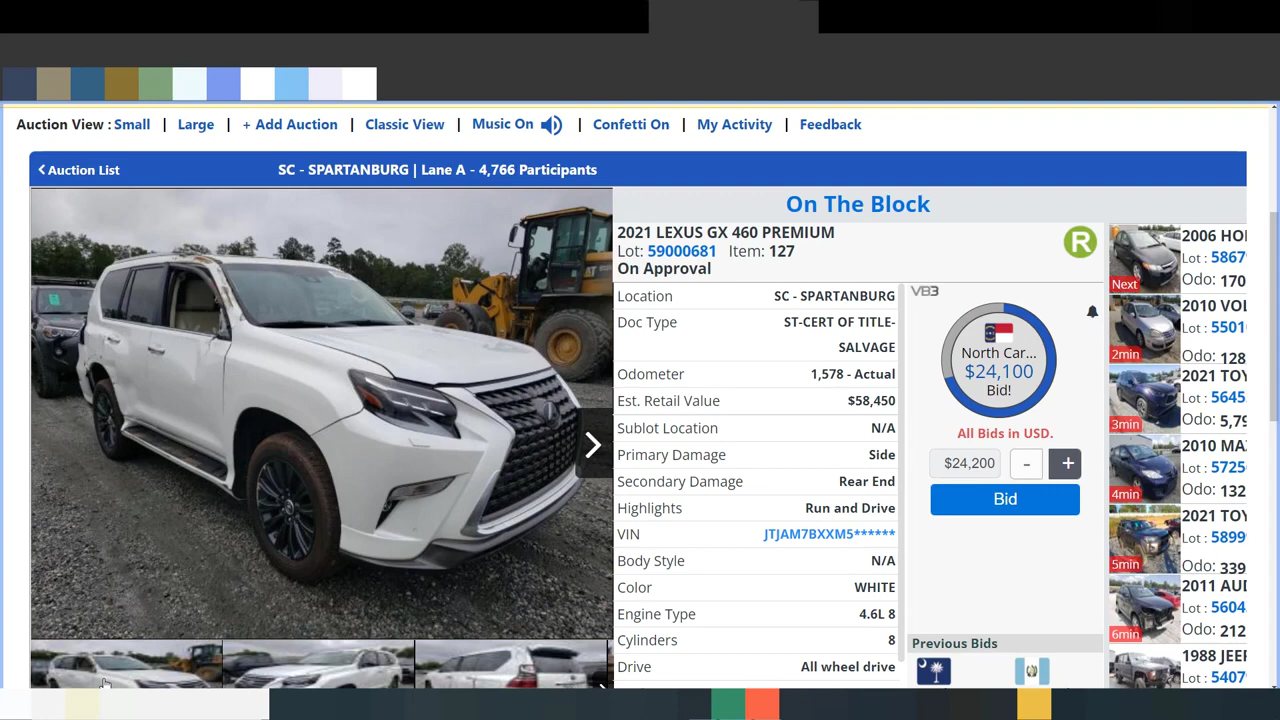 Auction View : Small | Large | + Add Auction | Classic View | Music On | Confetti On | My Activity | Feedback
Auction List
SC - SPARTANBURG | Lane A - 4,766 Participants
On The Block
2021 LEXUS GX 460 PREMIUM
Lot: 59000681 Item: 127
On Approval
R
Location SC - SPARTANBURG
Doc Type ST-CERT OF TITLE-
SALVAGE
Odometer 1,578 - Actual
Est. Retail Value $58,450
Sublot Location N/A
Primary Damage Side
Secondary Damage Rear End
Highlights Run and Drive
VIN JTJAM7BXXM5******
Body Style N/A
Color WHITE
Engine Type 4.6L 8
Cylinders 8
Drive All wheel drive
VB3
North Car...
$24,100
Bid!
All Bids in USD.
$24,200 - +
Bid
Previous Bids
2006 HO
Lot : 5867
Next Odo: 170
2010 VOL
Lot : 5501
2min Odo: 128
2021 TOY
Lot : 5645
3min Odo: 5,79
2010 MA
Lot : 5725
4min Odo: 132
2021 TOY
Lot : 5899
5min Odo: 339
2011 AUD
Lot : 5604
6min Odo: 212
1988 JEEP
Lot : 5407